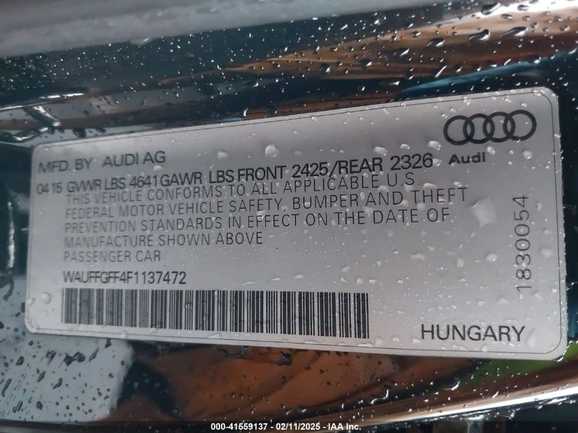 MFD. BY AUDI AG
04 15 GVWR LBS 4641 GAWR LBS FRONT 2425/REAR 2326
THIS VEHICLE CONFORMS TO ALL APPLICABLE U S
FEDERAL MOTOR VEHICLE SAFETY, BUMPER AND THEFT
PREVENTION STANDARDS IN EFFECT ON THE DATE OF
MANUFACTURE SHOWN ABOVE
PASSENGER CAR
WAUFFGFF4F1137472
Audi
1830054
HUNGARY
000-41559137 - 02/11/2025 - IAA Inc.